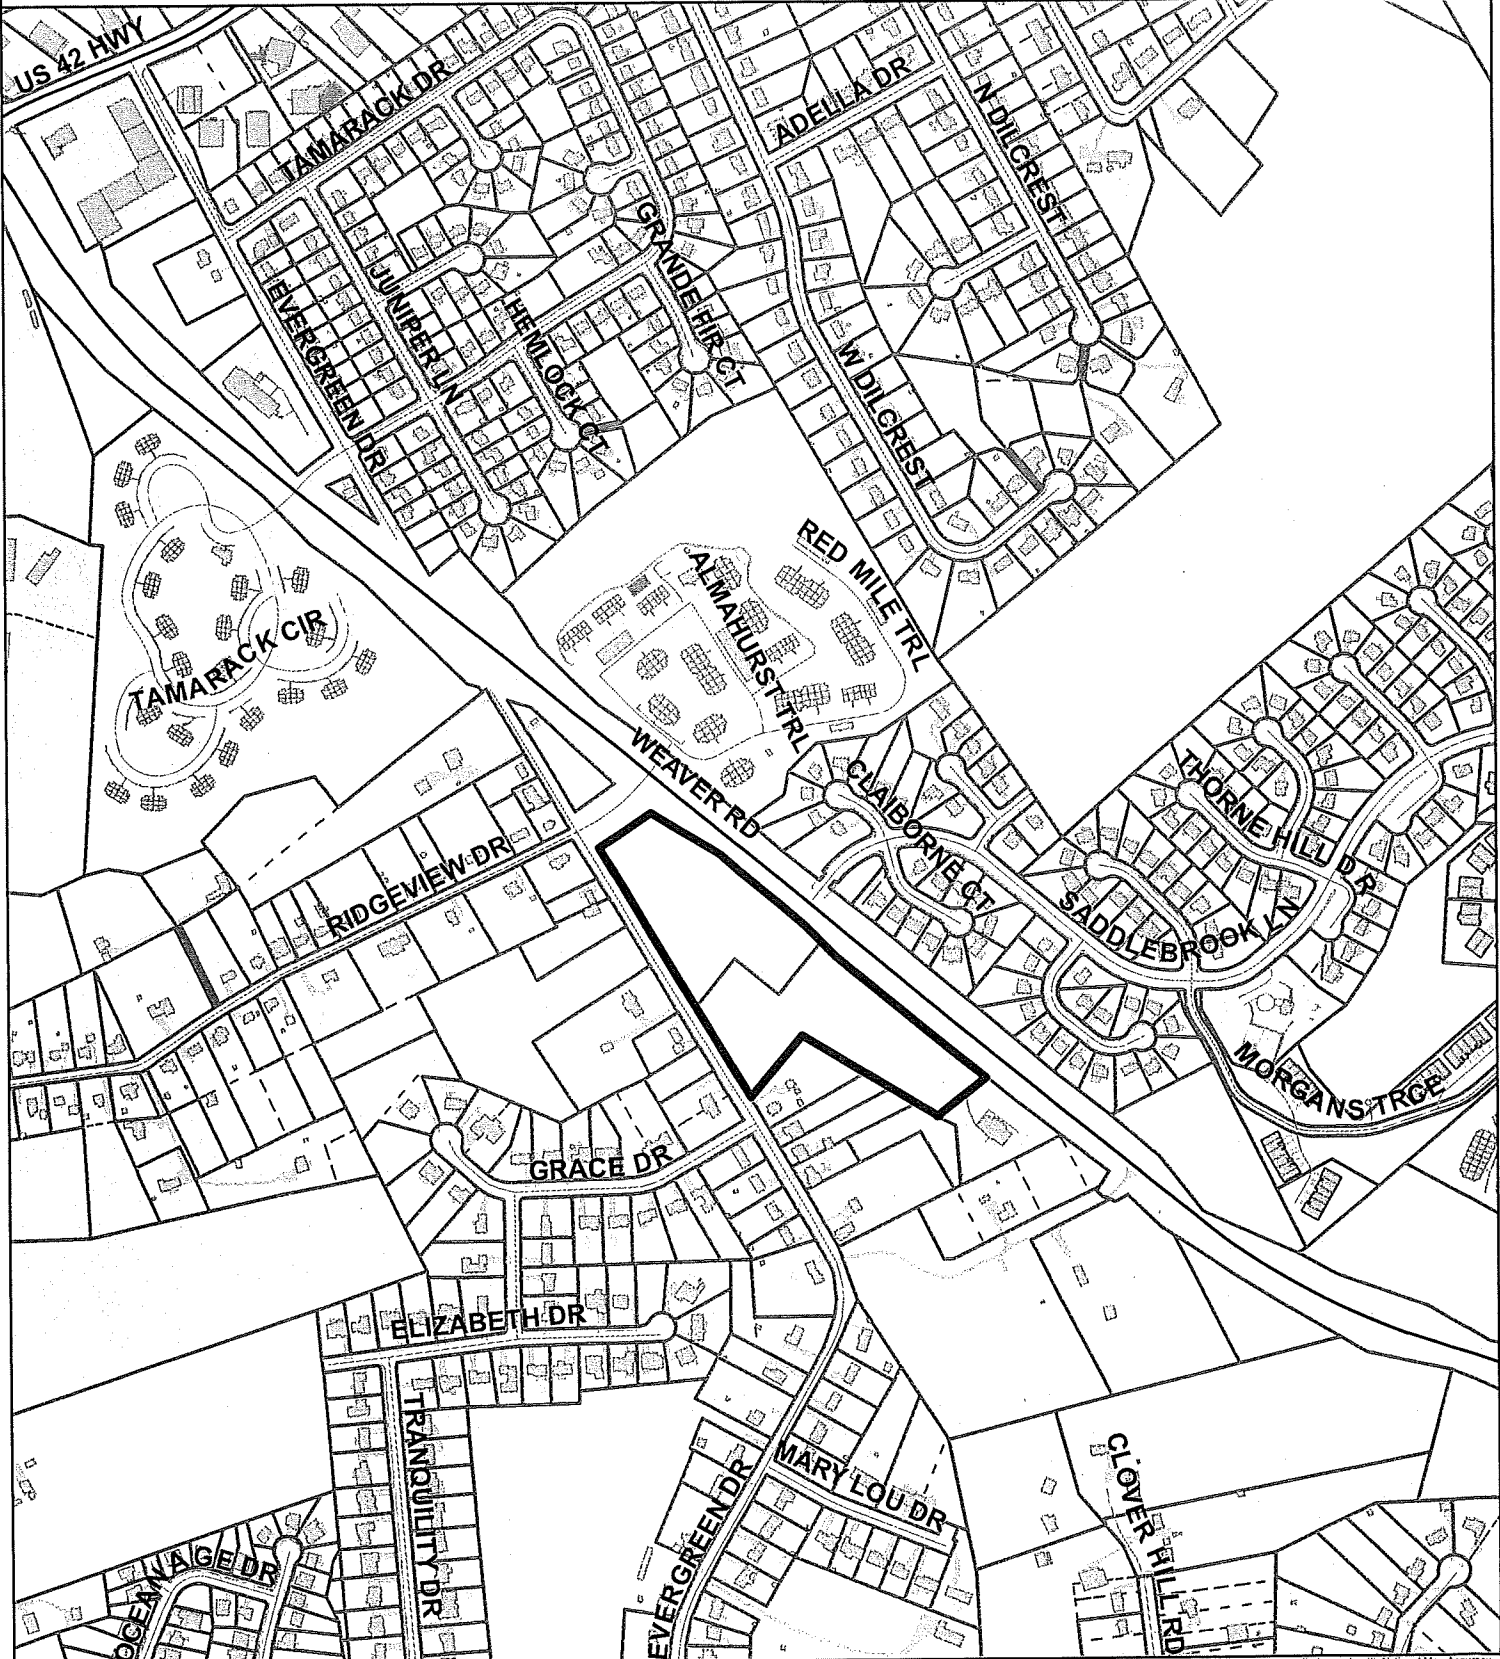 US 42 HWY
TAMARACK DR
ADELLA DR
N DILCREST
GRANDE FIR CT
EVERGREEN DR
JUNIPER LN
HEMLOCK CT
W DILCREST
RED MILE TRL
ALMAHURST TRL
TAMARACK CIR
WEAVER RD
CLAIBORNE CT
THORNE HILL DR
RIDGEVIEW DR
SADDLEBROOK LN
MORGANS TRCE
GRACE DR
ELIZABETH DR
TRANQUILITY DR
MARY LOU DR
EVERGREEN DR
CLOVER HILL RD